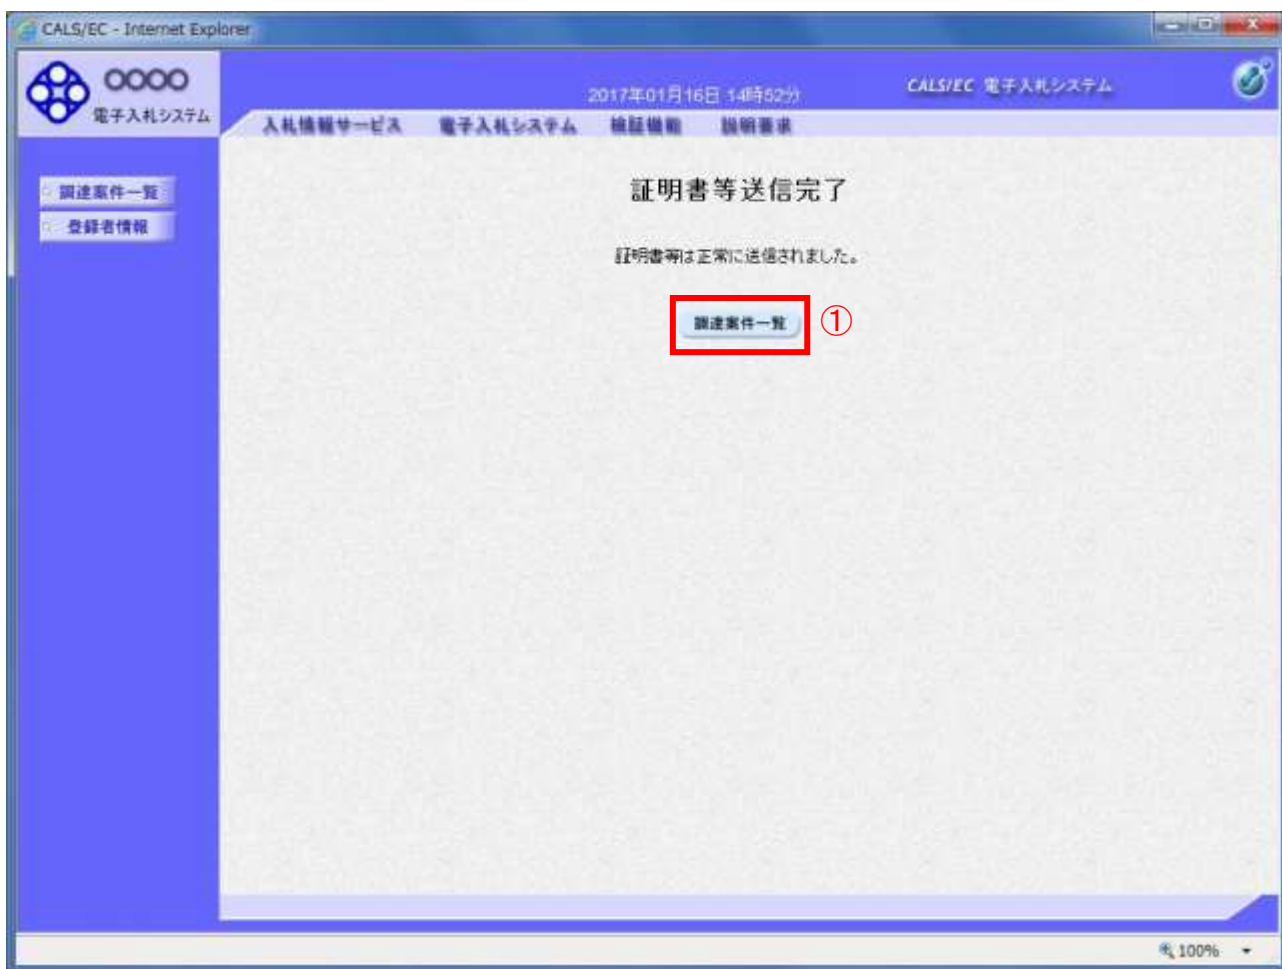 CALS/EC - Internet Explorer
○○○○
電子入札システム
2017年01月16日 14時52分
CALS/EC 電子入札システム
入札情報サービス 電子入札システム 検証機能 説明要求
調達案件一覧
登録者情報
証明書等送信完了
証明書等は正常に送信されました。
調達案件一覧
①
100%